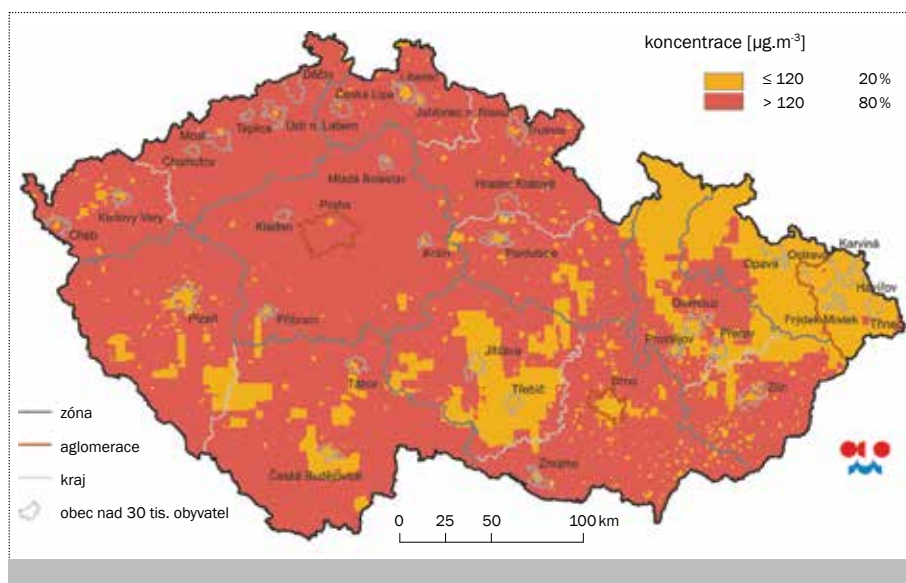 koncentrace [µg.m-3]
≤ 120 20 %
> 120 80 %
Děčín
Liberec
Česká Lípa
Jablonec n. Nisou
Teplice
Ústí n. Labem
Trutnov
Most
Chomutov
Mladá Boleslav
Hradec Králové
Karlovy Vary
Praha
Kladno
Cheb
Kolín
Pardubice
Karviná
Ostrava
Opava
Havířov
Plzeň
Příbram
Olomouc
Frýdek-Místek
Třinec
Prostějov
Přerov
Jihlava
Tábor
Třebíč
Brno
Zlín
České Budějovice
Znojmo
zóna
aglomerace
kraj
obec nad 30 tis. obyvatel
0 25 50 100 km